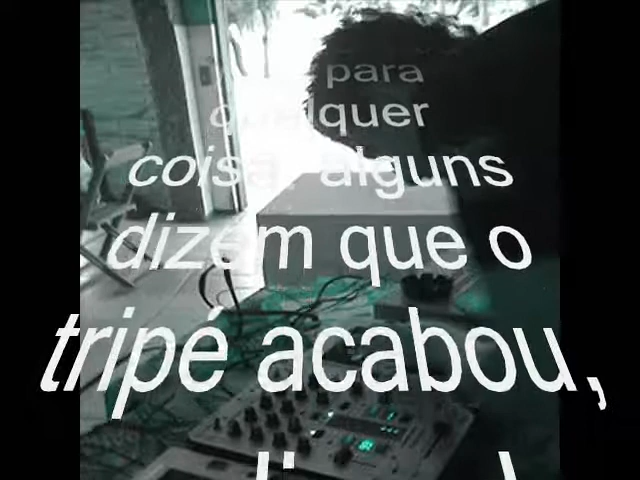 para
qualquer
coisa, alguns
dizem que o
tripé acabou,